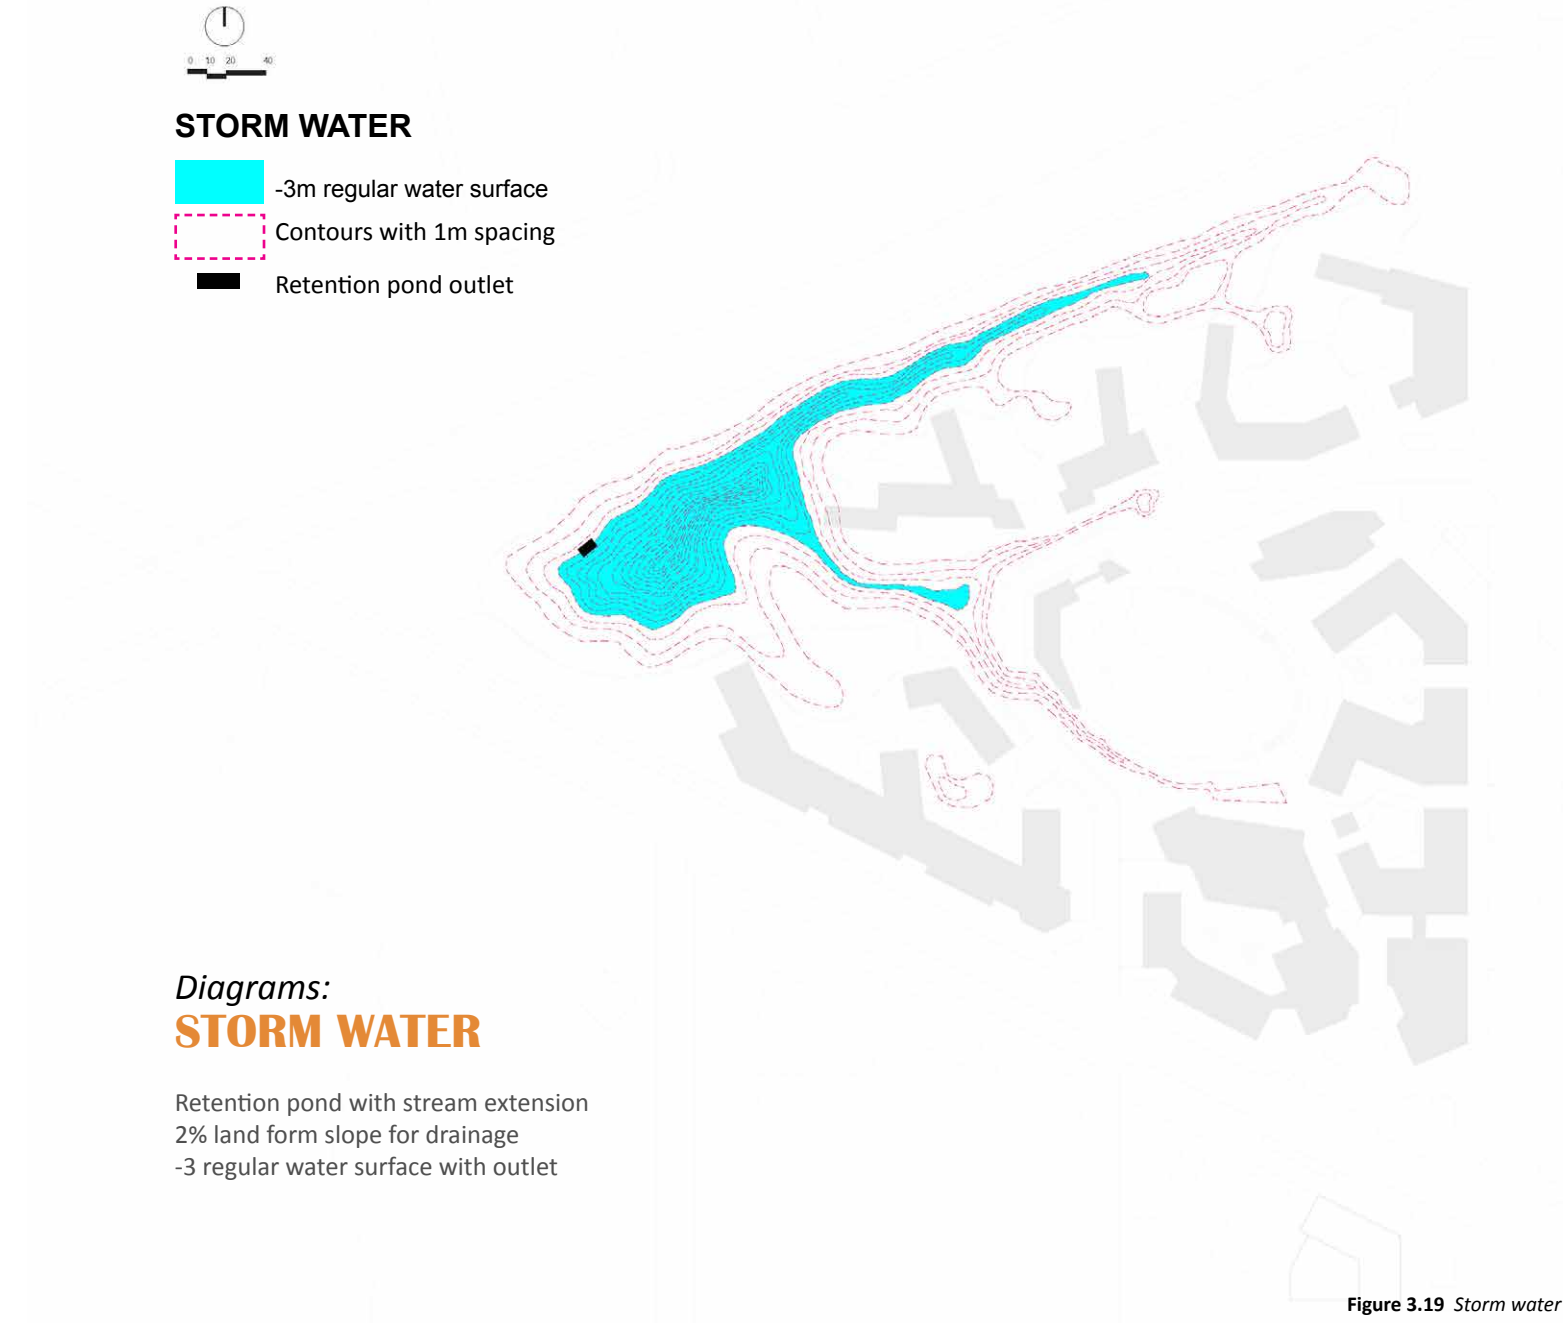 0 10 20 40
STORM WATER
-3m regular water surface
Contours with 1m spacing
Retention pond outlet
Diagrams:
STORM WATER
Retention pond with stream extension
2% land form slope for drainage
-3 regular water surface with outlet
Figure 3.19 Storm water